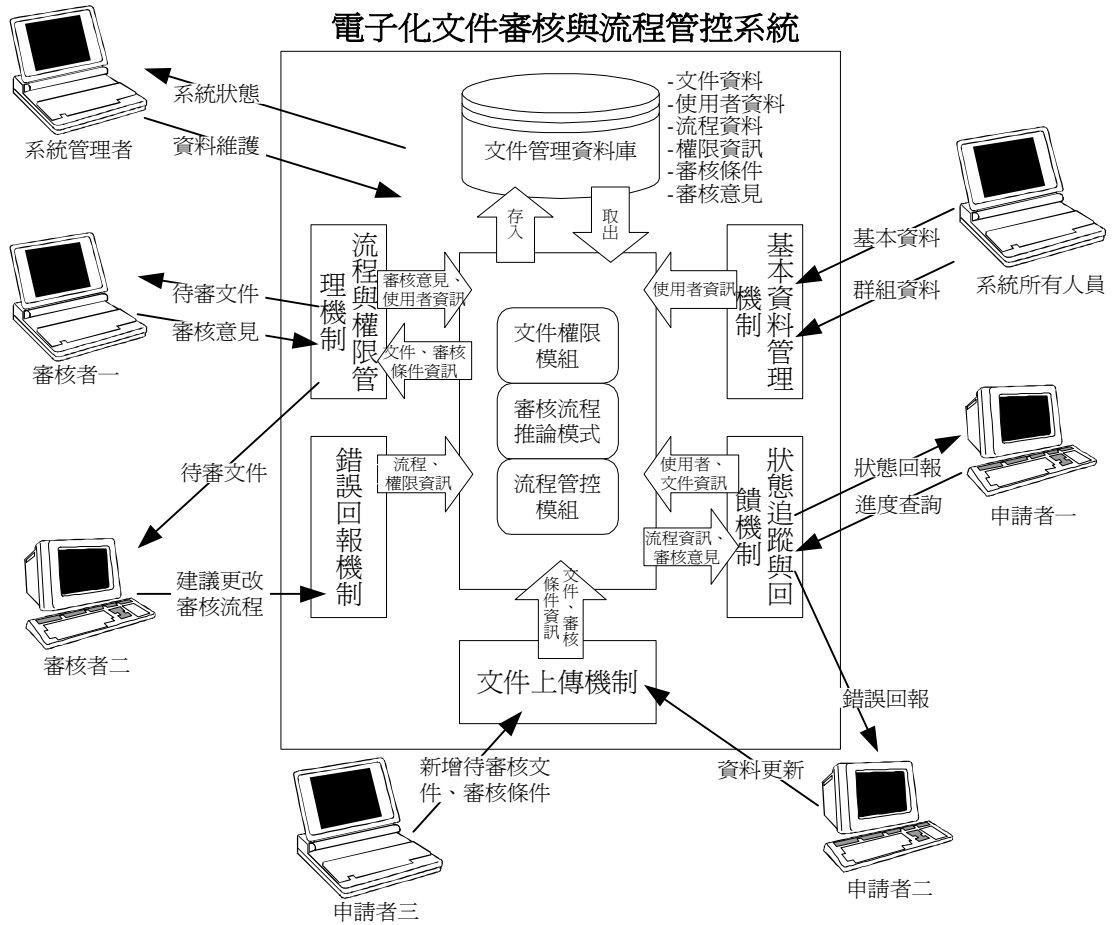 電子化文件審核與流程管控系統
系統狀態
資料維護
系統管理者
文件管理資料庫
-文件資料
-使用者資料
-流程資料
-權限資訊
-審核條件
-審核意見
存入
取出
待審文件
審核意見
審核者一
流程與權限管
理機制
審核意見、
使用者資訊
文件、審核
條件資訊
文件權限
模組
審核流程
推論模式
流程管控
模組
使用者資訊
基本資料管理
機制
基本資料
群組資料
系統所有人員
待審文件
錯誤回報機制
流程、
權限資訊
使用者、
文件資訊
流程資訊、
審核意見
狀態追蹤與回
饋機制
狀態回報
進度查詢
申請者一
建議更改
審核流程
審核者二
文件、審核
條件資訊
文件上傳機制
錯誤回報
新增待審核文
件、審核條件
資料更新
申請者三
申請者二